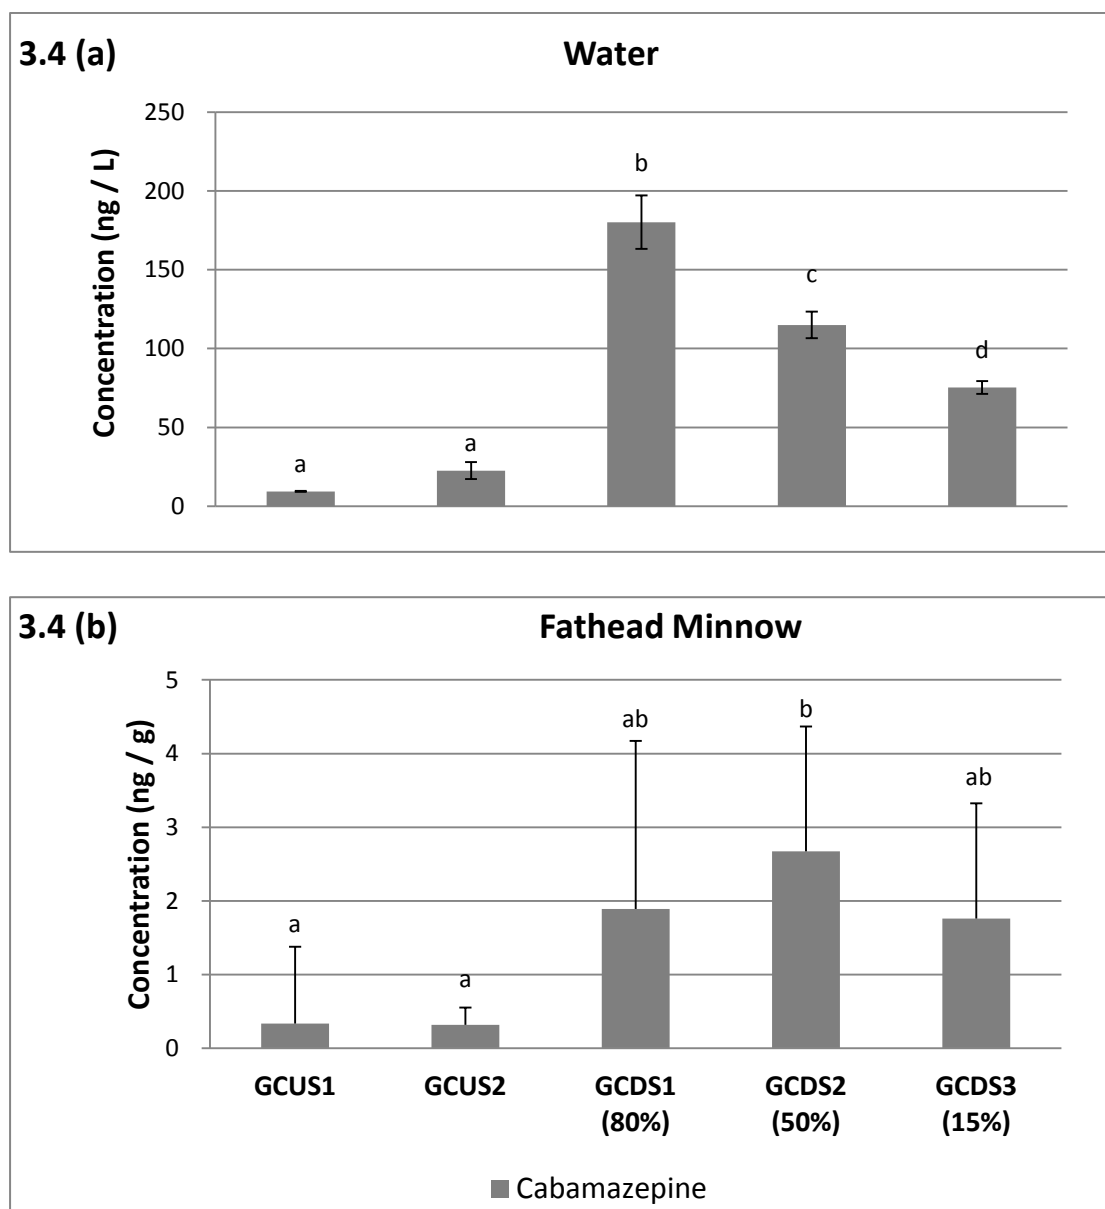 3.4 (a)
Water
Concentration (ng / L)
250
200
150
100
50
0
a
a
b
c
d
3.4 (b)
Fathead Minnow
Concentration (ng / g)
5
4
3
2
1
0
a
a
ab
b
ab
GCUS1 GCUS2 GCDS1 GCDS2 GCDS3
(80%) (50%) (15%)
Cabamazepine